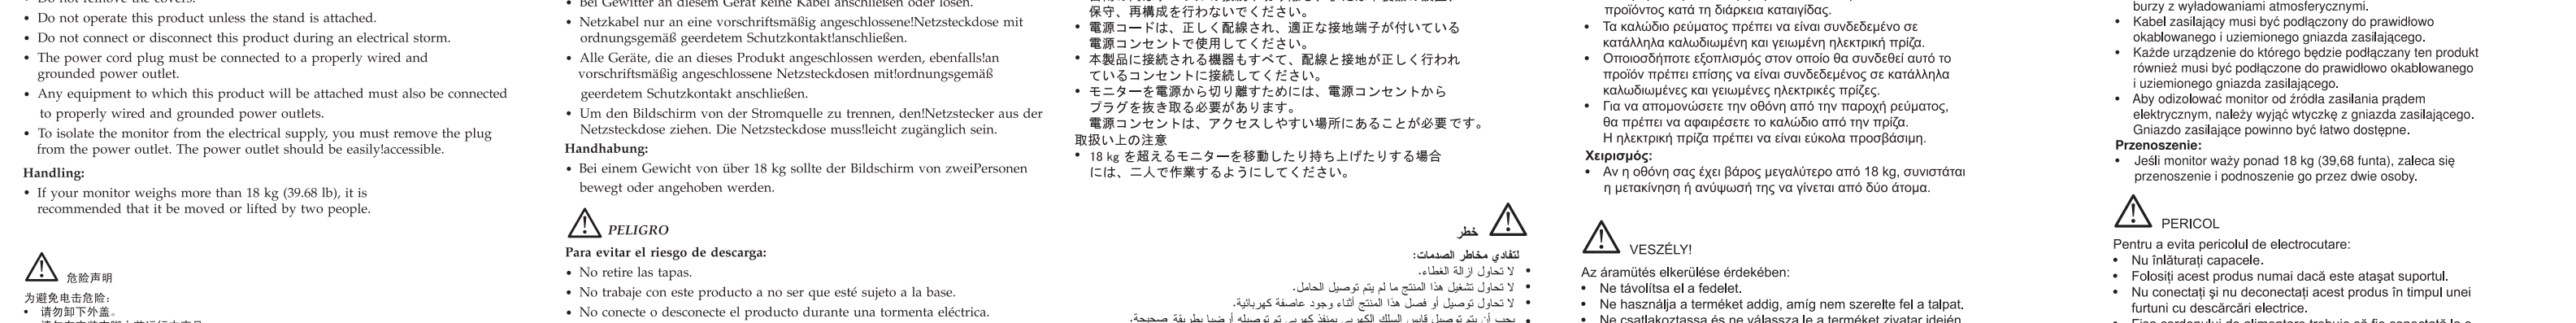 • Do not remove the covers.
• Do not operate this product unless the stand is attached.
• Do not connect or disconnect this product during an electrical storm.
• The power cord plug must be connected to a properly wired and
grounded power outlet.
• Any equipment to which this product will be attached must also be connected
to properly wired and grounded power outlets.
• To isolate the monitor from the electrical supply, you must remove the plug
from the power outlet. The power outlet should be easily!accessible.
Handling:
• If your monitor weighs more than 18 kg (39.68 lb), it is
recommended that it be moved or lifted by two people.
危险声明
为避免电击危险：
• 请勿卸下外盖。
• Bei Gewitter an diesem Gerät keine Kabel anschließen oder lösen.
• Netzkabel nur an eine vorschriftsmäßig angeschlossene!Netzsteckdose mit
ordnungsgemäß geerdetem Schutzkontakt!anschließen.
• Alle Geräte, die an dieses Produkt angeschlossen werden, ebenfalls!an
vorschriftsmäßig angeschlossene Netzsteckdosen mit!ordnungsgemäß
geerdetem Schutzkontakt anschließen.
• Um den Bildschirm von der Stromquelle zu trennen, den!Netzstecker aus der
Netzsteckdose ziehen. Die Netzsteckdose muss!leicht zugänglich sein.
Handhabung:
• Bei einem Gewicht von über 18 kg sollte der Bildschirm von zweiPersonen
bewegt oder angehoben werden.
PELIGRO
Para evitar el riesgo de descarga:
• No retire las tapas.
• No trabaje con este producto a no ser que esté sujeto a la base.
• No conecte o desconecte el producto durante una tormenta eléctrica.
保守、再構成を行わないでください。
• 電源コードは、正しく配線され、適正な接地端子が付いている
電源コンセントで使用してください。
• 本製品に接続される機器もすべて、配線と接地が正しく行われ
ているコンセントに接続してください。
• モニターを電源から切り離すためには、電源コンセントから
プラグを抜き取る必要があります。
電源コンセントは、アクセスしやすい場所にあることが必要です。
取扱い上の注意
• 18 kg を超えるモニターを移動したり持ち上げたりする場合
には、二人で作業するようにしてください。
خطر
لتفادي مخاطر الصدمات:
• لا تحاول ازالة الغطاء.
• لا تحاول تشغيل هذا المنتج ما لم يتم توصيل الحامل.
• لا تحاول توصيل أو فصل هذا المنتج أثناء وجود عاصفة كهربائية.
• يجب أن يتم توصيل قابس السلك الكهربي بمنفذ كهربي تم توصيله أرضيا بطريقة صحيحة.
προϊόντος κατά τη διάρκεια καταιγίδας.
• Τα καλώδιο ρεύματος πρέπει να είναι συνδεδεμένο σε
κατάλληλα καλωδιωμένη και γειωμένη ηλεκτρική πρίζα.
• Οποιοσδήποτε εξοπλισμός στον οποίο θα συνδεθεί αυτό το
προϊόν πρέπει επίσης να είναι συνδεδεμένος σε κατάλληλα
καλωδιωμένες και γειωμένες ηλεκτρικές πρίζες.
• Για να απομονώσετε την οθόνη από την παροχή ρεύματος,
θα πρέπει να αφαιρέσετε το καλώδιο από την πρίζα.
Η ηλεκτρική πρίζα πρέπει να είναι εύκολα προσβάσιμη.
Χειρισμός:
• Αν η οθόνη σας έχει βάρος μεγαλύτερο από 18 kg, συνιστάται
η μετακίνηση ή ανύψωσή της να γίνεται από δύο άτομα.
VESZÉLY!
Az áramütés elkerülése érdekében:
• Ne távolítsa el a fedelet.
• Ne használja a terméket addig, amíg nem szerelte fel a talpat.
• Ne csatlakoztassa és ne válassza le a terméket zivatar idején.
burzy z wyładowaniami atmosferycznymi.
• Kabel zasilający musi być podłączony do prawidłowo
okablowanego i uziemionego gniazda zasilającego.
• Każde urządzenie do którego będzie podłączany ten produkt
również musi być podłączone do prawidłowo okablowanego
i uziemionego gniazda zasilającego.
• Aby odizolować monitor od źródła zasilania prądem
elektrycznym, należy wyjąć wtyczkę z gniazda zasilającego.
Gniazdo zasilające powinno być łatwo dostępne.
Przenoszenie:
• Jeśli monitor waży ponad 18 kg (39,68 funta), zaleca się
przenoszenie i podnoszenie go przez dwie osoby.
PERICOL
Pentru a evita pericolul de electrocutare:
• Nu înlăturați capacele.
• Folosiți acest produs numai dacă este atașat suportul.
• Nu conectați și nu deconectați acest produs în timpul unei
furtuni cu descărcări electrice.